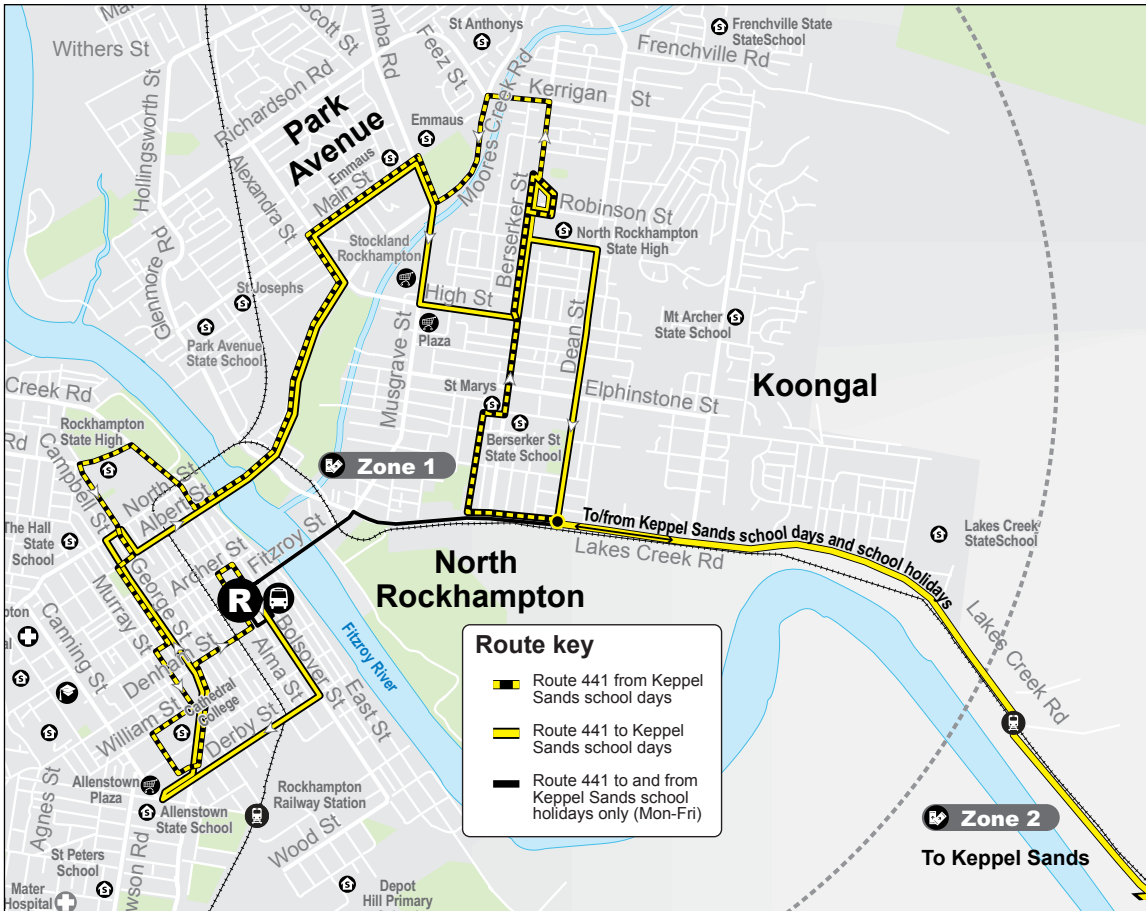 Withers St
Scott St
Feez St
St Anthonys
Frenchville State
StateSchool
Frenchville Rd
Kerrigan St
Moores Creek Rd
Richardson Rd
Hollingsworth St
Park
Avenue
Emmaus
Emmaus
Main St
Alexandra St
Berserker St
Robinson St
North Rockhampton
State High
Stockland
Rockhampton
High St
Glenmore Rd
St Josephs
Plaza
Park Avenue
State School
Musgrave St
Dean St
Mt Archer
State School
Koongal
St Marys
Elphinstone St
Berserker St
State School
Creek Rd
Rd
Rockhampton
State High
Campbell St
North St
Albert St
Zone 1
The Hall
State
School
Archer St
Fitzroy St
George St
Murray St
R
To/from Keppel Sands school days and school holidays
Lakes Creek Rd
Lakes Creek
StateSchool
North
Rockhampton
Lakes Creek Rd
Canning St
Denham St
Alma St
Bolsover St
East St
Fitzroy River
William St
Cathedral
College
Derby St
Agnes St
Allenstown
Plaza
Allenstown
State School
Rockhampton
Railway Station
Wood St
St Peters
School
Mater
Hospital
wson Rd
Depot
Hill Primary
Route key
Route 441 from Keppel
Sands school days
Route 441 to Keppel
Sands school days
Route 441 to and from
Keppel Sands school
holidays only (Mon-Fri)
Zone 2
To Keppel Sands